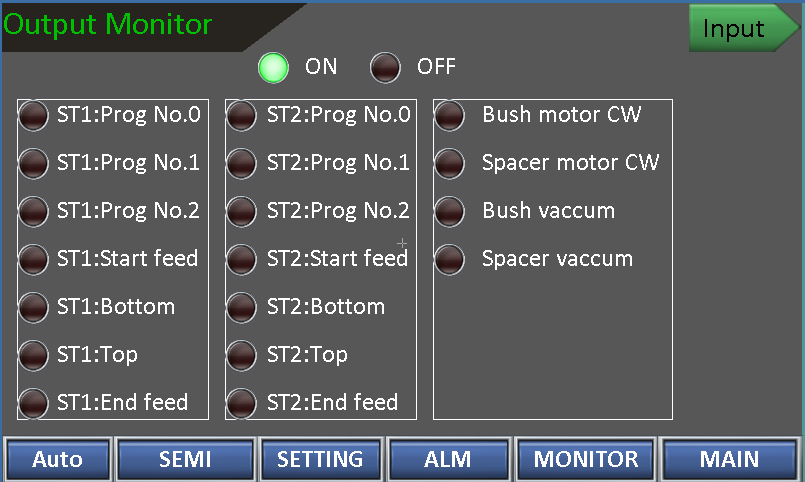 Output Monitor
Input
ON OFF
ST1:Prog No.0
ST1:Prog No.1
ST1:Prog No.2
ST1:Start feed
ST1:Bottom
ST1:Top
ST1:End feed
ST2:Prog No.0
ST2:Prog No.1
ST2:Prog No.2
ST2:Start feed
ST2:Bottom
ST2:Top
ST2:End feed
Bush motor CW
Spacer motor CW
Bush vaccum
Spacer vaccum
Auto SEMI SETTING ALM MONITOR MAIN